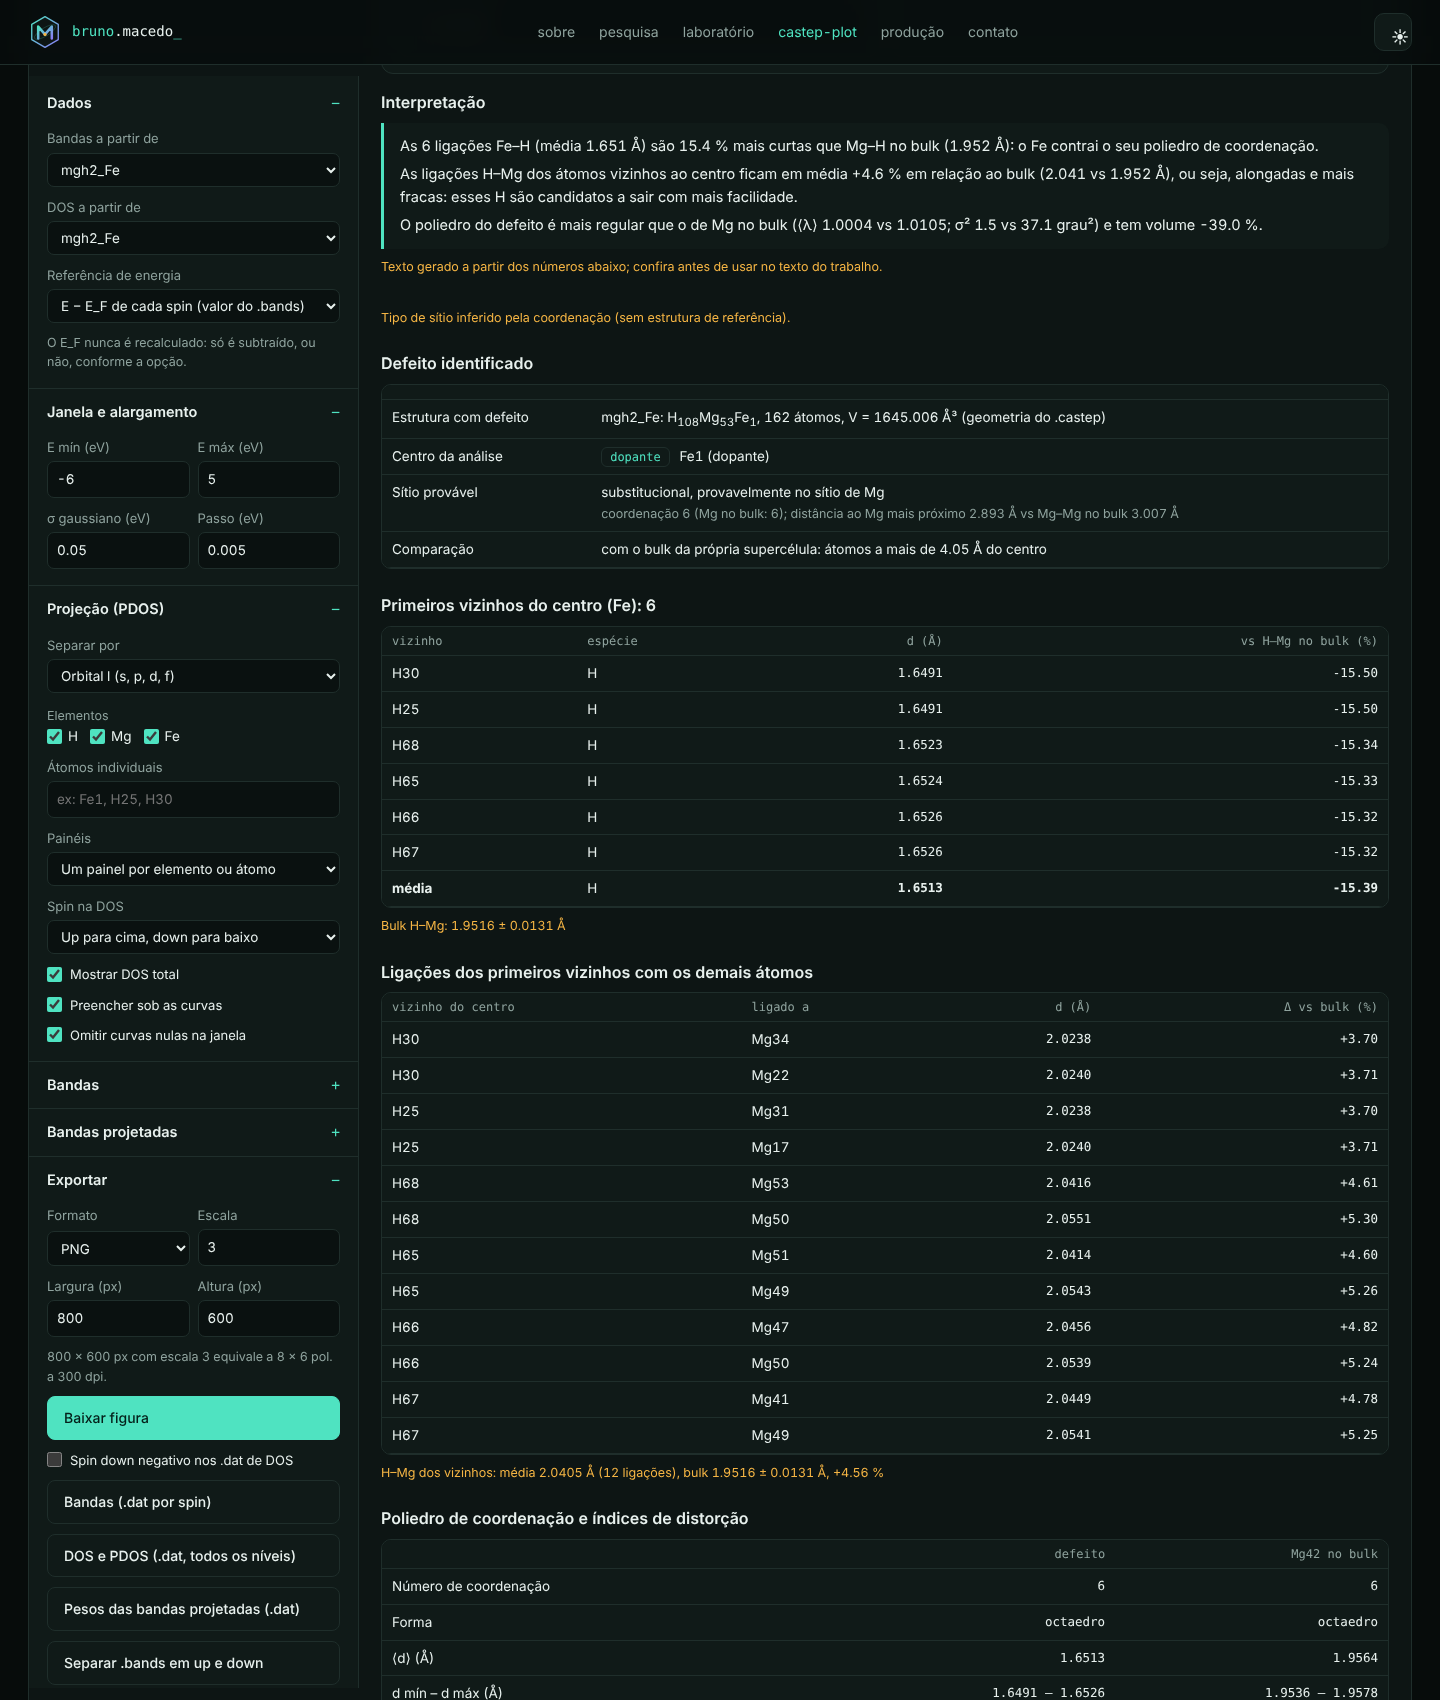 bruno.macedo_
sobre pesquisa laboratório castep-plot produção contato
Dados −
Bandas a partir de
mgh2_Fe
DOS a partir de
mgh2_Fe
Referência de energia
E − E_F de cada spin (valor do .bands)
O E_F nunca é recalculado: só é subtraído, ou
não, conforme a opção.
Janela e alargamento −
E mín (eV) E máx (eV)
-6 5
σ gaussiano (eV) Passo (eV)
0.05 0.005
Projeção (PDOS) −
Separar por
Orbital l (s, p, d, f)
Elementos
H Mg Fe
Átomos individuais
ex: Fe1, H25, H30
Painéis
Um painel por elemento ou átomo
Spin na DOS
Up para cima, down para baixo
Mostrar DOS total
Preencher sob as curvas
Omitir curvas nulas na janela
Bandas +
Bandas projetadas +
Exportar −
Formato Escala
PNG 3
Largura (px) Altura (px)
800 600
800 × 600 px com escala 3 equivale a 8 × 6 pol.
a 300 dpi.
Baixar figura
Spin down negativo nos .dat de DOS
Bandas (.dat por spin)
DOS e PDOS (.dat, todos os níveis)
Pesos das bandas projetadas (.dat)
Separar .bands em up e down
Interpretação
As 6 ligações Fe–H (média 1.651 Å) são 15.4 % mais curtas que Mg–H no bulk (1.952 Å): o Fe contrai o seu poliedro de coordenação.
As ligações H–Mg dos átomos vizinhos ao centro ficam em média +4.6 % em relação ao bulk (2.041 vs 1.952 Å), ou seja, alongadas e mais
fracas: esses H são candidatos a sair com mais facilidade.
O poliedro do defeito é mais regular que o de Mg no bulk (⟨λ⟩ 1.0004 vs 1.0105; σ² 1.5 vs 37.1 grau²) e tem volume -39.0 %.
Texto gerado a partir dos números abaixo; confira antes de usar no texto do trabalho.
Tipo de sítio inferido pela coordenação (sem estrutura de referência).
Defeito identificado
Estrutura com defeito mgh2_Fe: H108Mg53Fe1, 162 átomos, V = 1645.006 Å³ (geometria do .castep)
Centro da análise dopante Fe1 (dopante)
Sítio provável substitucional, provavelmente no sítio de Mg
coordenação 6 (Mg no bulk: 6); distância ao Mg mais próximo 2.893 Å vs Mg–Mg no bulk 3.007 Å
Comparação com o bulk da própria supercélula: átomos a mais de 4.05 Å do centro
Primeiros vizinhos do centro (Fe): 6
vizinho espécie d (Å) vs H–Mg no bulk (%)
H30 H 1.6491 -15.50
H25 H 1.6491 -15.50
H68 H 1.6523 -15.34
H65 H 1.6524 -15.33
H66 H 1.6526 -15.32
H67 H 1.6526 -15.32
média H 1.6513 -15.39
Bulk H–Mg: 1.9516 ± 0.0131 Å
Ligações dos primeiros vizinhos com os demais átomos
vizinho do centro ligado a d (Å) Δ vs bulk (%)
H30 Mg34 2.0238 +3.70
H30 Mg22 2.0240 +3.71
H25 Mg31 2.0238 +3.70
H25 Mg17 2.0240 +3.71
H68 Mg53 2.0416 +4.61
H68 Mg50 2.0551 +5.30
H65 Mg51 2.0414 +4.60
H65 Mg49 2.0543 +5.26
H66 Mg47 2.0456 +4.82
H66 Mg50 2.0539 +5.24
H67 Mg41 2.0449 +4.78
H67 Mg49 2.0541 +5.25
H–Mg dos vizinhos: média 2.0405 Å (12 ligações), bulk 1.9516 ± 0.0131 Å, +4.56 %
Poliedro de coordenação e índices de distorção
defeito Mg42 no bulk
Número de coordenação 6 6
Forma octaedro octaedro
⟨d⟩ (Å) 1.6513 1.9564
d mín – d máx (Å) 1.6491 – 1.6526 1.9536 – 1.9578